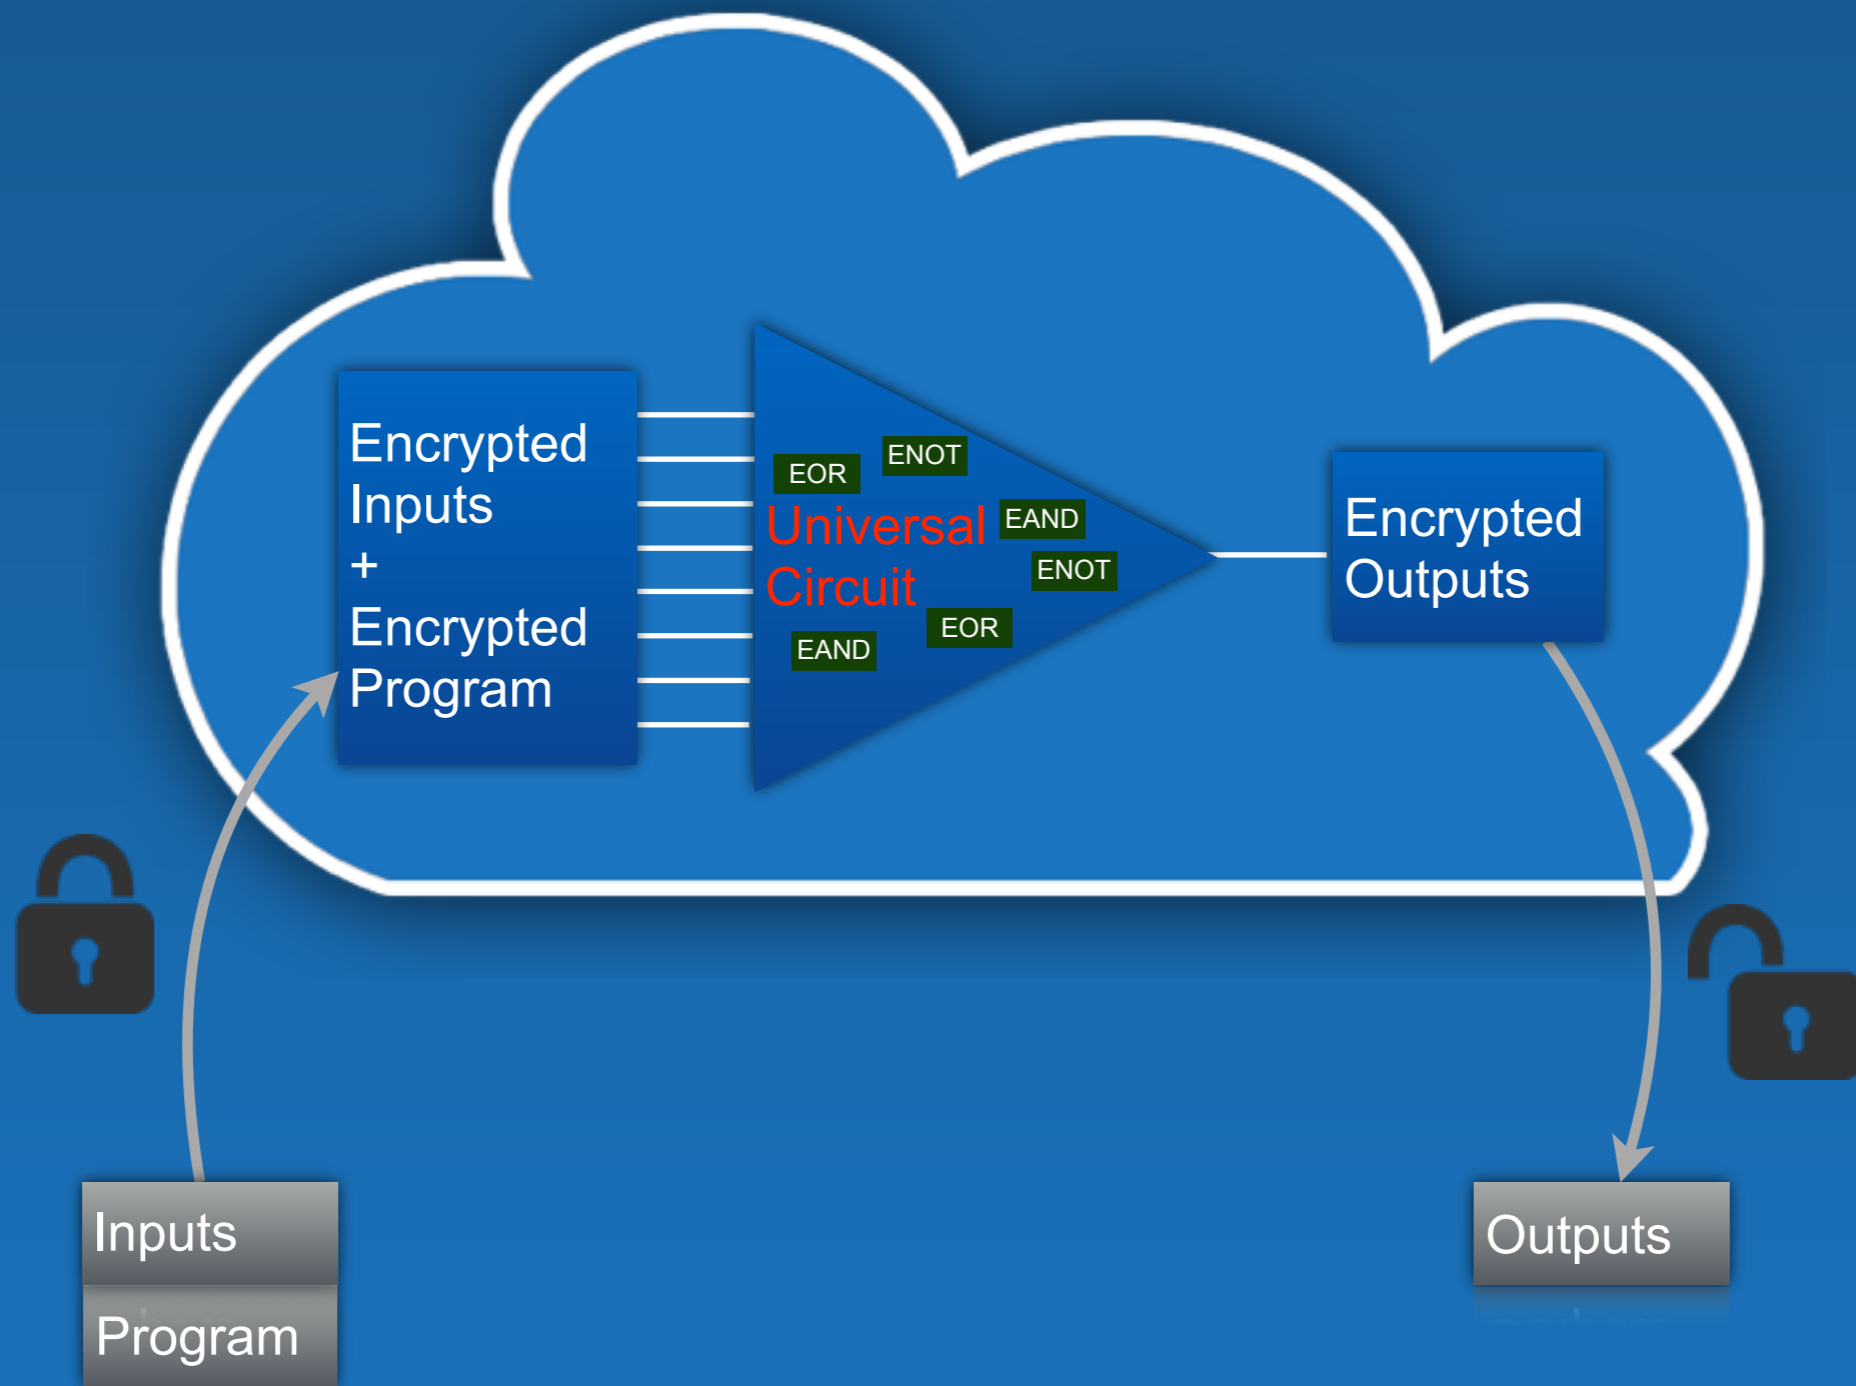 Encrypted
Inputs
+
Encrypted
Program
EOR
ENOT
Universal
Circuit
EAND
ENOT
EOR
EAND
Encrypted
Outputs
Inputs
Program
Outputs